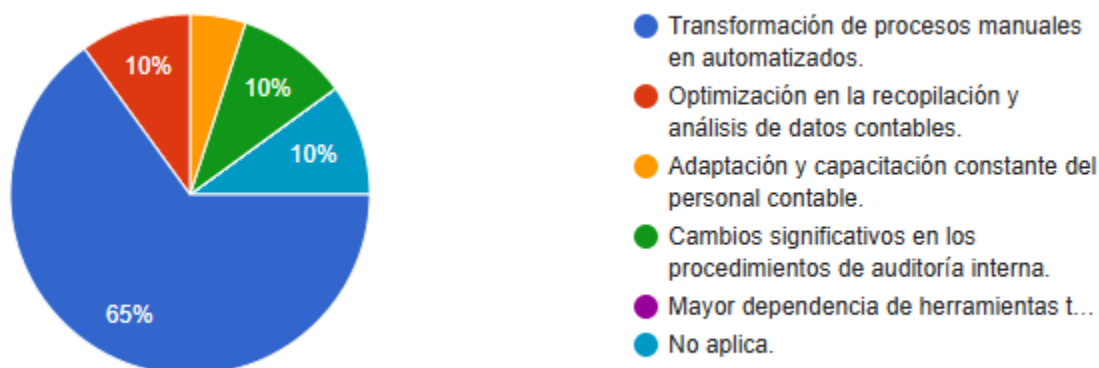 10%
10%
10%
65%
Transformación de procesos manuales
en automatizados.
Optimización en la recopilación y
análisis de datos contables.
Adaptación y capacitación constante del
personal contable.
Cambios significativos en los
procedimientos de auditoría interna.
Mayor dependencia de herramientas t...
No aplica.